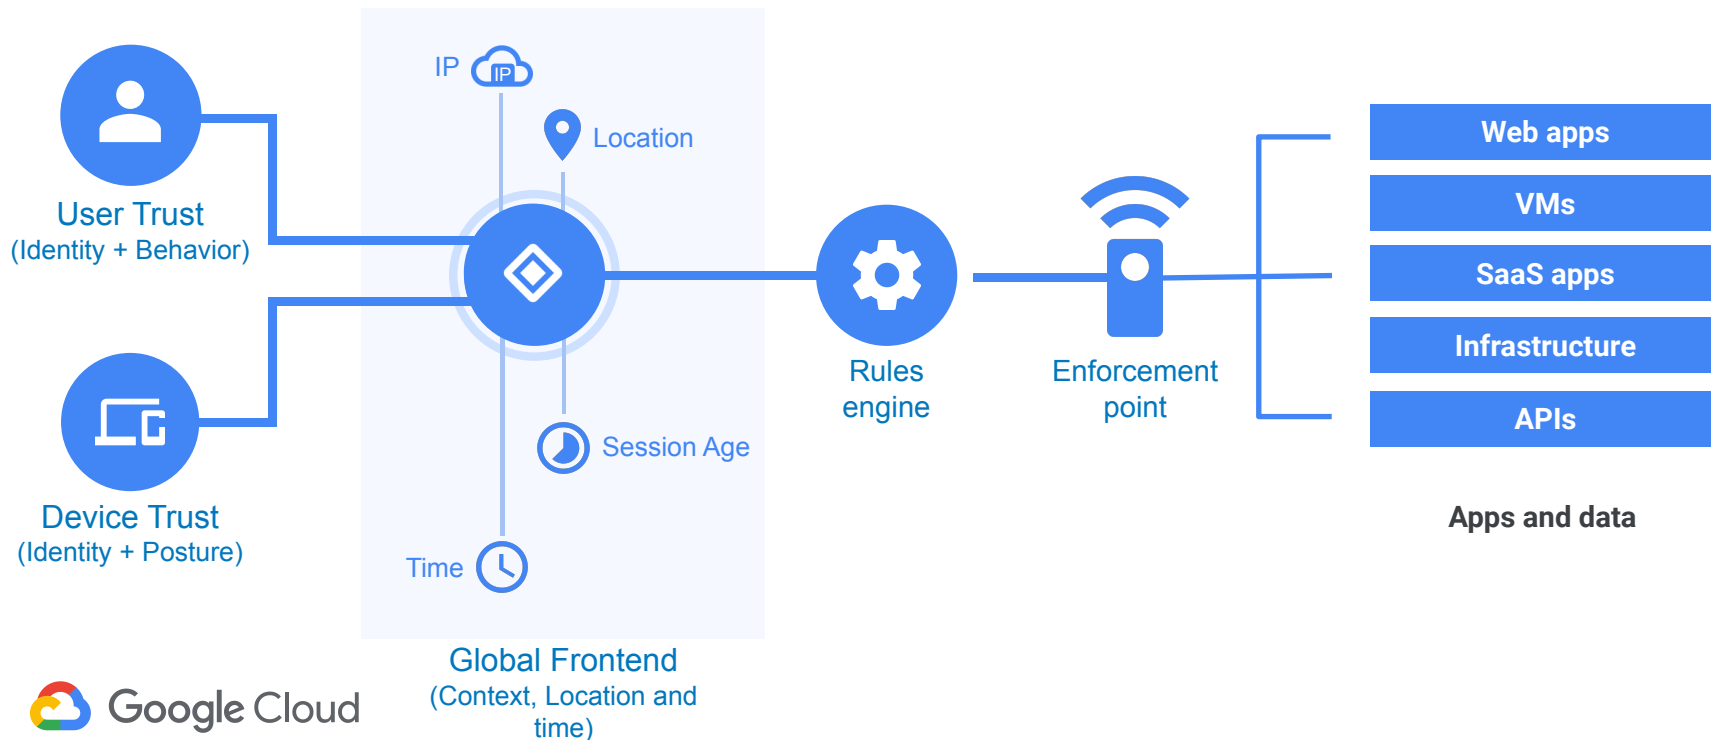 IP
IP
Location
User Trust
(Identity + Behavior)
Device Trust
(Identity + Posture)
Session Age
Time
Global Frontend
(Context, Location and
time)
Rules
engine
Enforcement
point
Web apps
VMs
SaaS apps
Infrastructure
APIs
Apps and data
Google Cloud